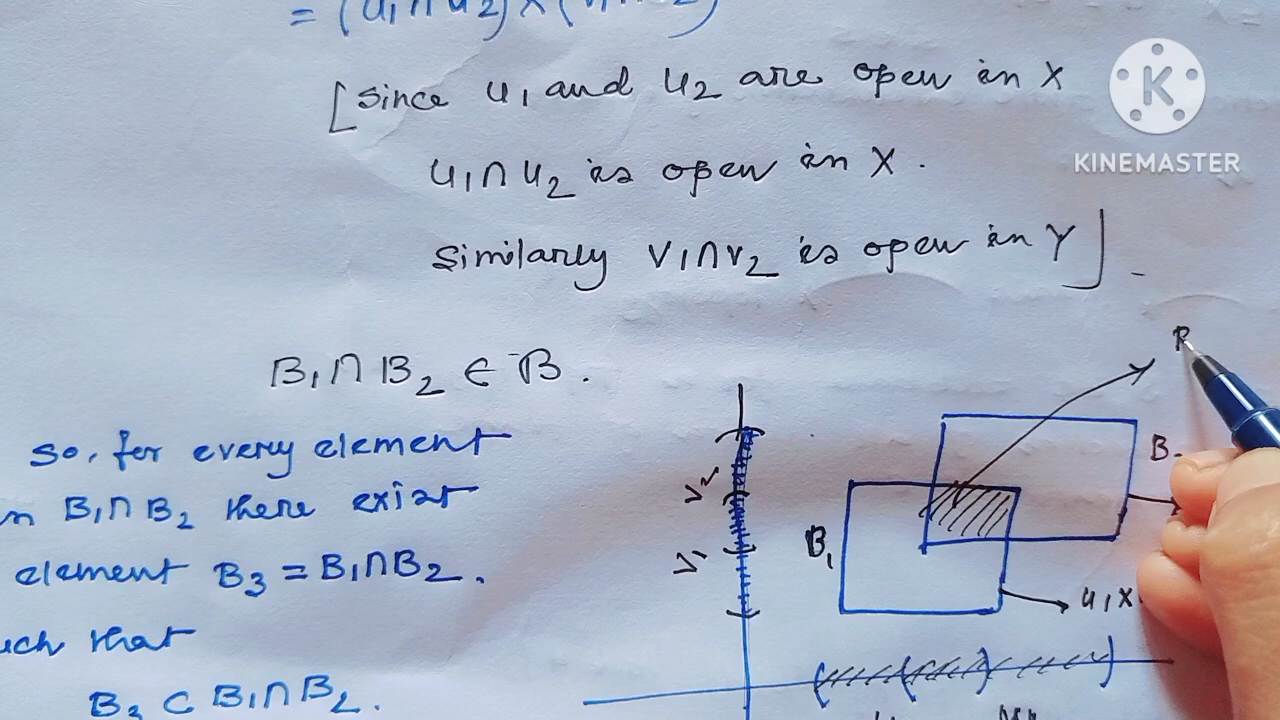 = (U₁∩U₂)×(V₁∩V₂)
[since U₁ and U₂ are open in X
U₁∩U₂ is open in X.
Similarly V₁∩V₂ is open in Y]
KINEMASTER
B₁∩B₂ ∈ B.
so, for every element
in B₁∩B₂ there exist
element B₃ = B₁∩B₂.
such that
B₃ ⊂ B₁∩B₂.
V₂
V₁
B₁
U₁×